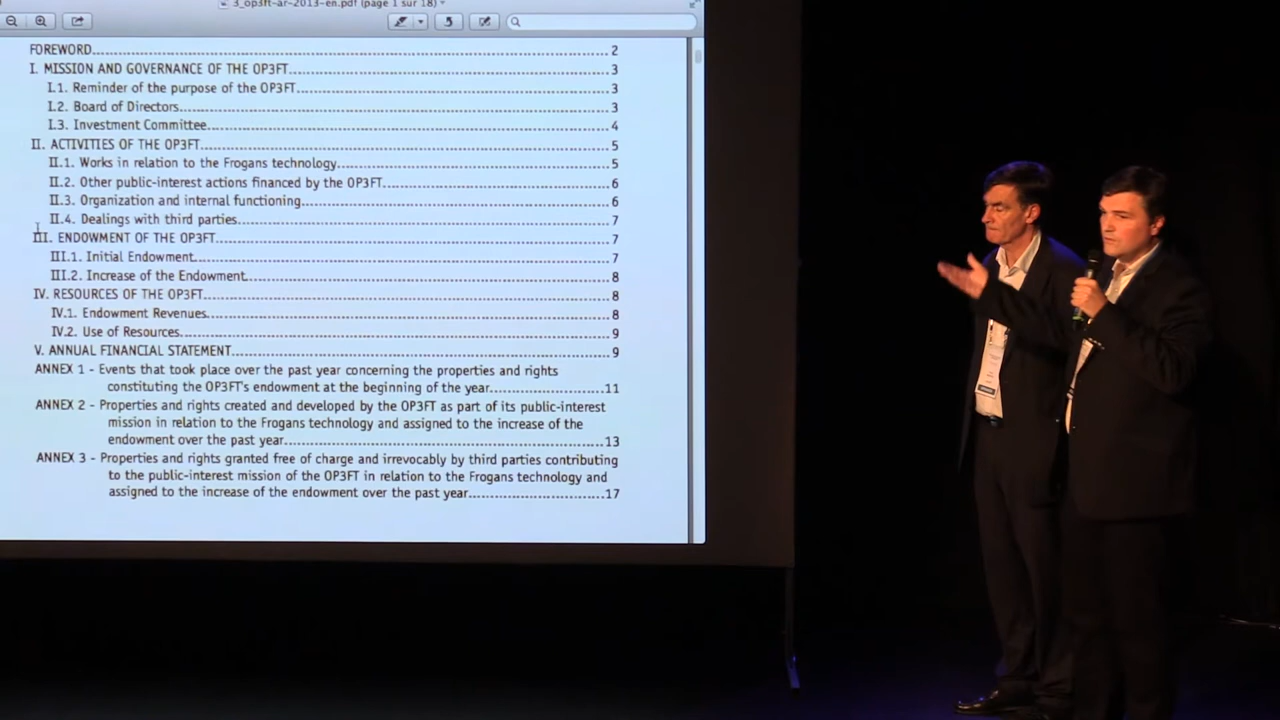 3_op3ft-ar-2013-en.pdf (page 1 sur 18)
FOREWORD 2
I. MISSION AND GOVERNANCE OF THE OP3FT 3
I.1. Reminder of the purpose of the OP3FT 3
I.2. Board of Directors 3
I.3. Investment Committee 4
II. ACTIVITIES OF THE OP3FT 5
II.1. Works in relation to the Frogans technology 5
II.2. Other public-interest actions financed by the OP3FT 6
II.3. Organization and internal functioning 6
II.4. Dealings with third parties 7
III. ENDOWMENT OF THE OP3FT 7
III.1. Initial Endowment 7
III.2. Increase of the Endowment 8
IV. RESOURCES OF THE OP3FT 8
IV.1. Endowment Revenues 8
IV.2. Use of Resources 9
V. ANNUAL FINANCIAL STATEMENT 9
ANNEX 1 - Events that took place over the past year concerning the properties and rights
constituting the OP3FT's endowment at the beginning of the year 11
ANNEX 2 - Properties and rights created and developed by the OP3FT as part of its public-interest
mission in relation to the Frogans technology and assigned to the increase of the
endowment over the past year 13
ANNEX 3 - Properties and rights granted free of charge and irrevocably by third parties contributing
to the public-interest mission of the OP3FT in relation to the Frogans technology and
assigned to the increase of the endowment over the past year 17